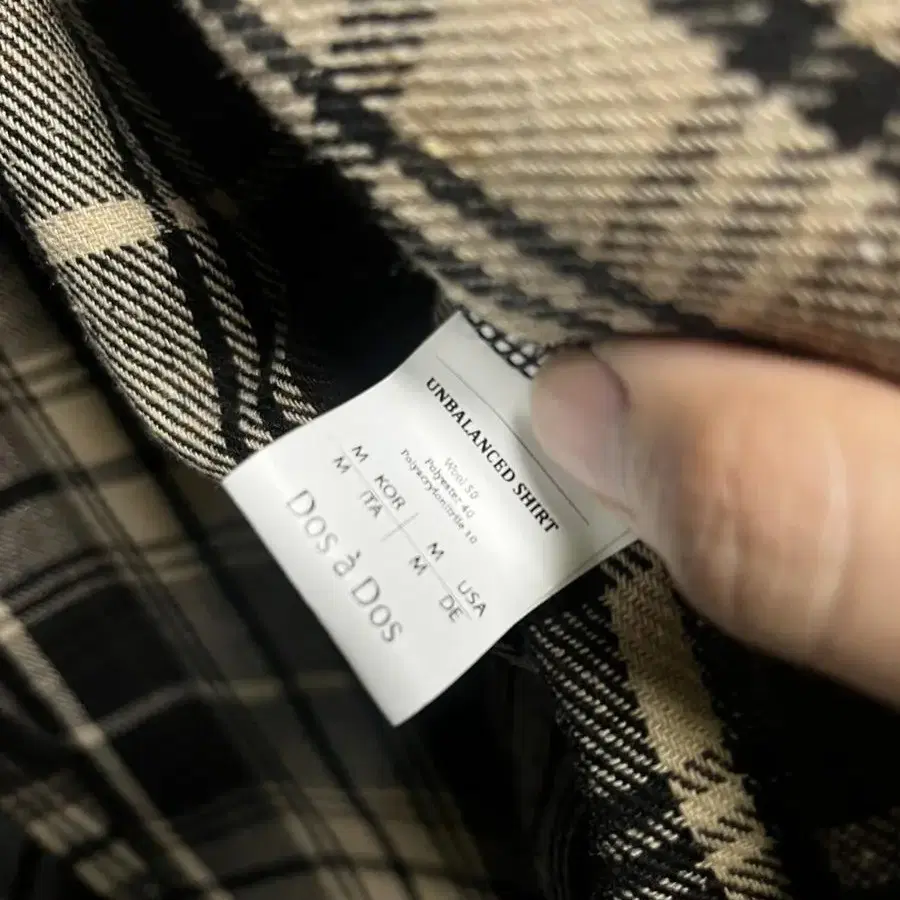 UNBALANCED SHIRT
Wool 50
Polyester 40
Polyacrylonitrile 10
M KOR M USA
M ITA M DE
Dos à Dos